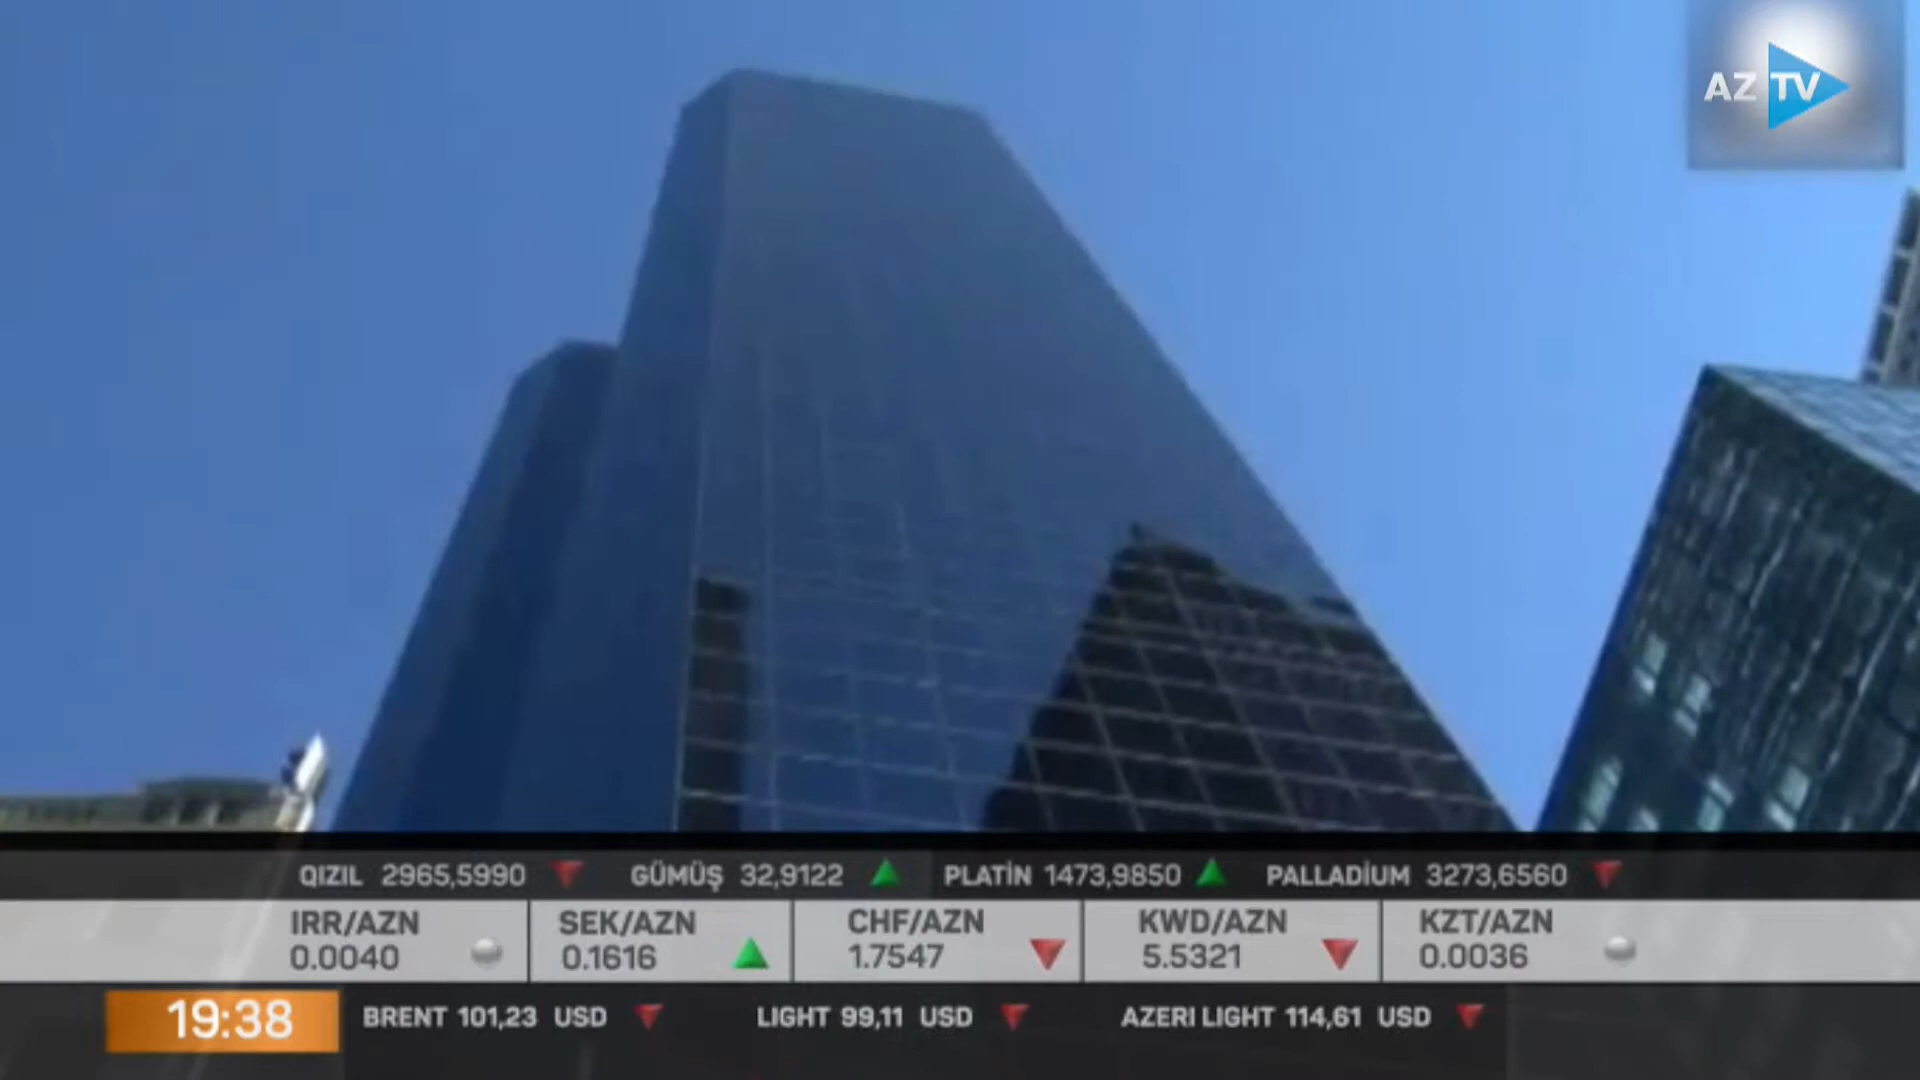 AZTV
QIZIL 2965,5990 GÜMÜŞ 32,9122 PLATİN 1473,9850 PALLADİUM 3273,6560
IRR/AZN SEK/AZN CHF/AZN KWD/AZN KZT/AZN
0.0040 0.1616 1.7547 5.5321 0.0036
19:38 BRENT 101,23 USD LIGHT 99,11 USD AZERI LIGHT 114,61 USD